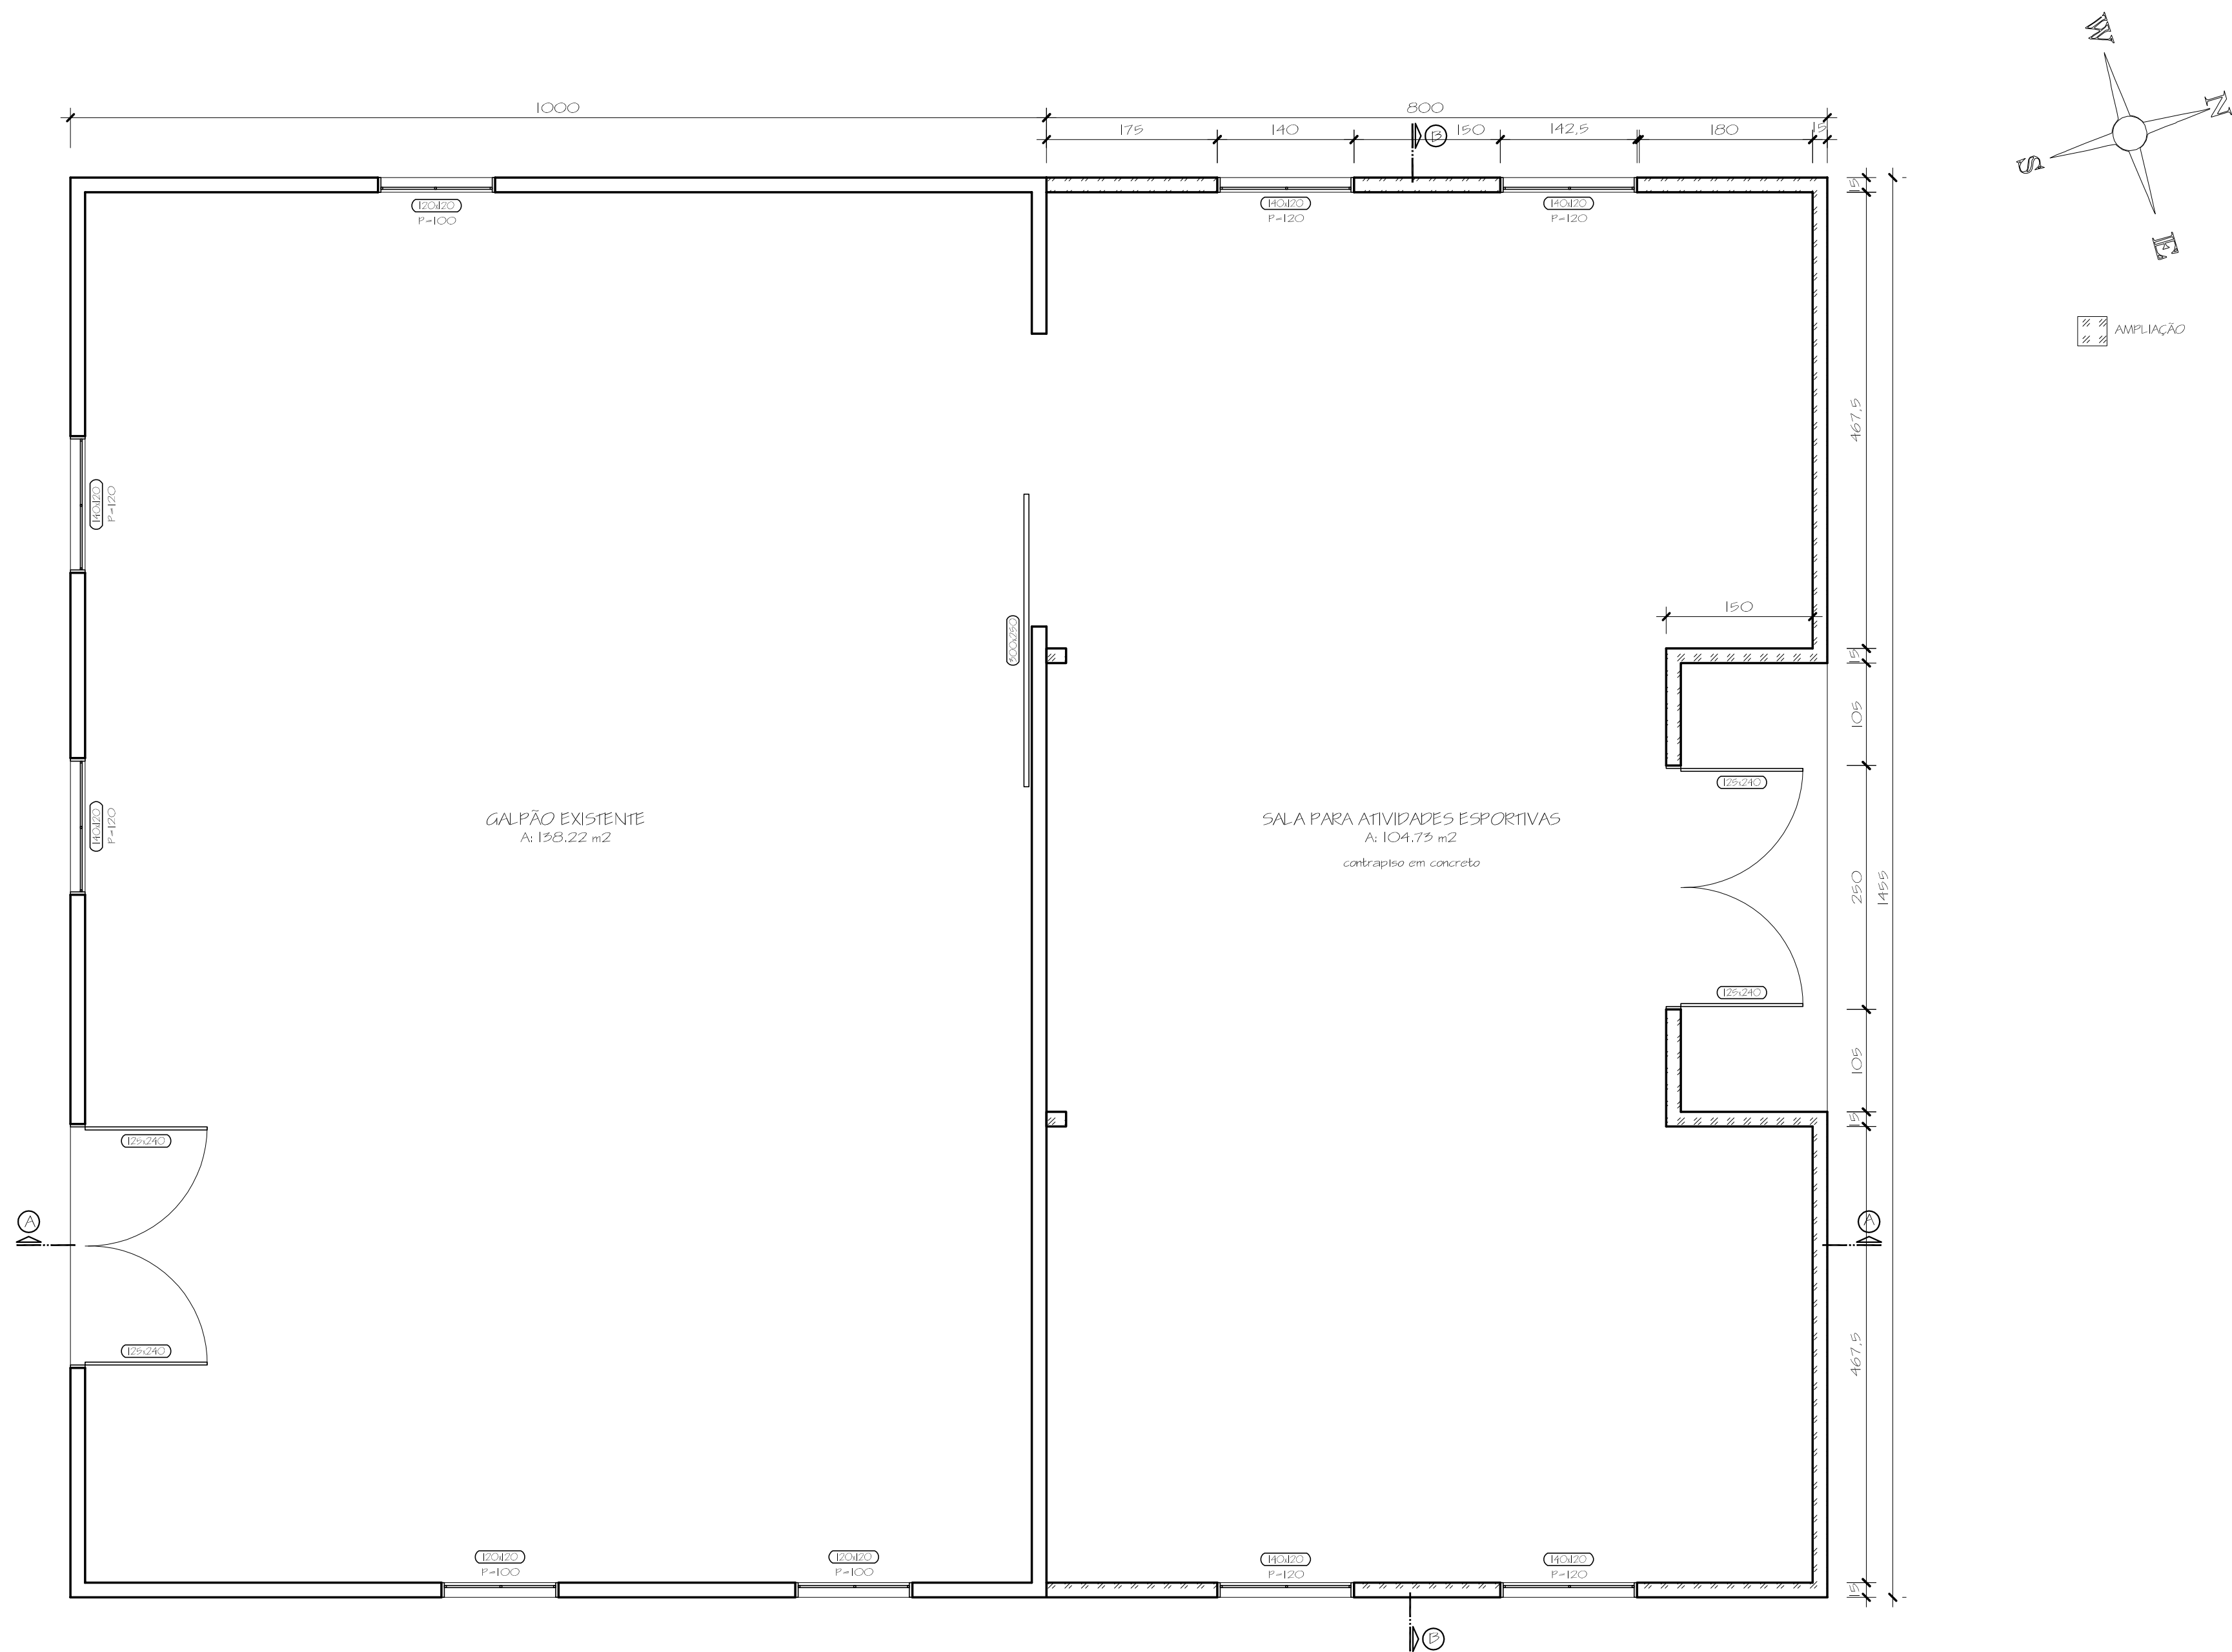 W
N
S
E
AMPLIAÇÃO
1000
800
175
140
B
150
142,5
180
15
15
467,5
15
105
250
1455
105
15
467,5
15
120x120
P=100
140x120
P=120
140x120
P=120
140x120
P=120
300x250
150
125x240
140x120
P=120
GALPÃO EXISTENTE
A: 138.22 m2
SALA PARA ATIVIDADES ESPORTIVAS
A: 104.73 m2
contrapiso em concreto
125x240
125x240
A
A
125x240
120x120
P=100
120x120
P=100
140x120
P=120
140x120
P=120
B